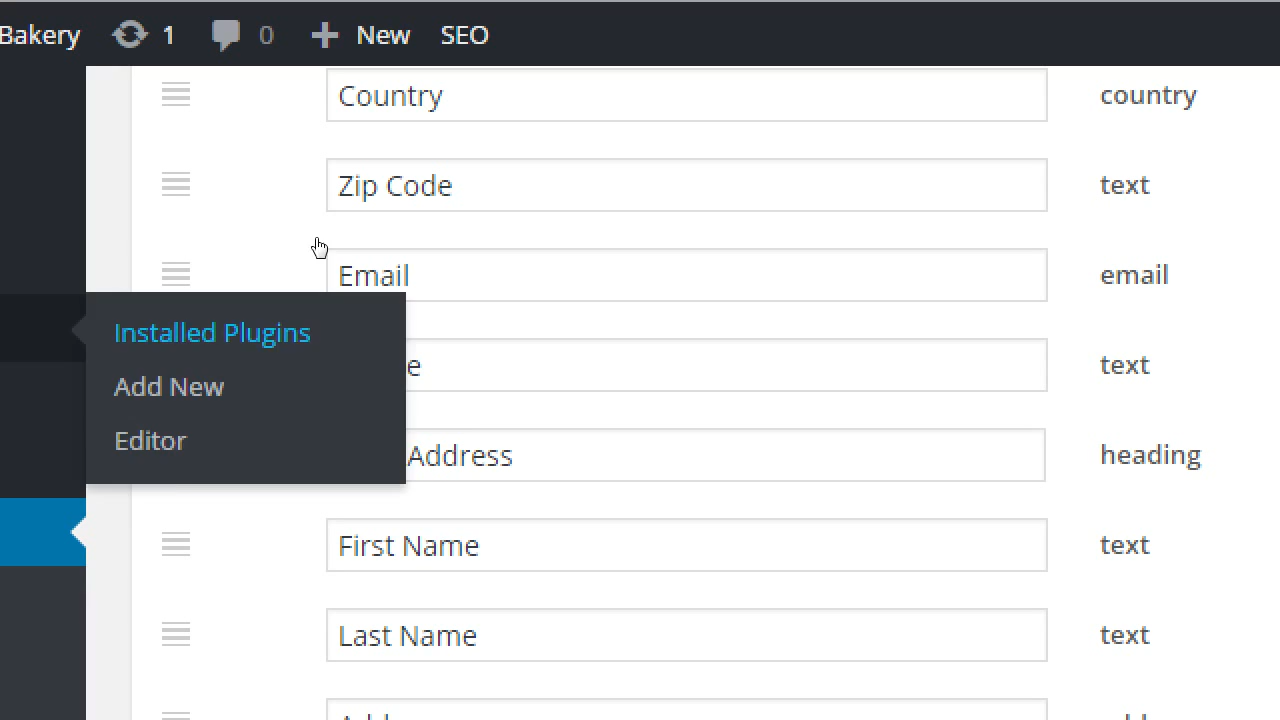 Bakery 1 0 New SEO
Country country
Zip Code text
Email email
Installed Plugins
e text
Add New
Editor
Address heading
First Name text
Last Name text